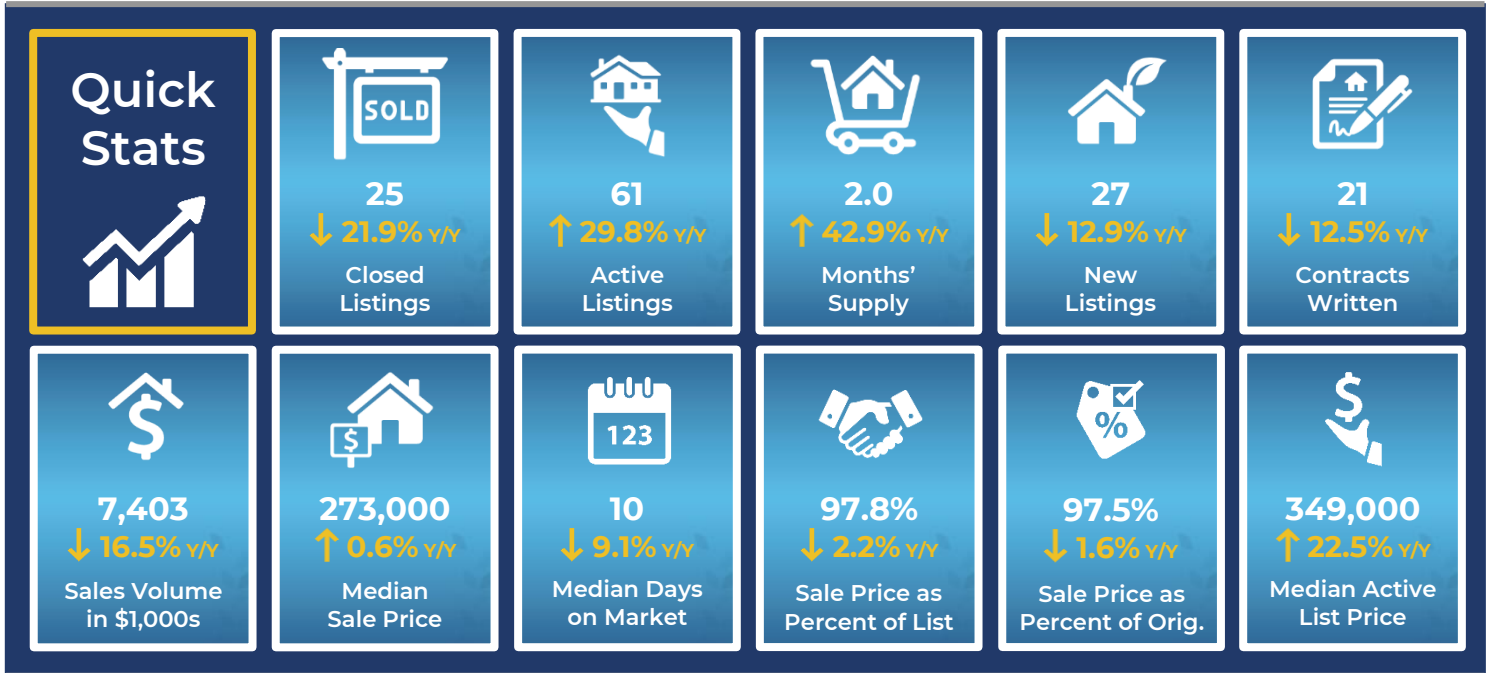 Quick
Stats
SOLD
25
↓ 21.9% Y/Y
Closed
Listings
61
↑ 29.8% Y/Y
Active
Listings
2.0
↑ 42.9% Y/Y
Months’
Supply
27
↓ 12.9% Y/Y
New
Listings
21
↓ 12.5% Y/Y
Contracts
Written
$
7,403
↓ 16.5% Y/Y
Sales Volume
in $1,000s
$
273,000
↑ 0.6% Y/Y
Median
Sale Price
123
10
↓ 9.1% Y/Y
Median Days
on Market
97.8%
↓ 2.2% Y/Y
Sale Price as
Percent of List
%
97.5%
↓ 1.6% Y/Y
Sale Price as
Percent of Orig.
$
349,000
↑ 22.5% Y/Y
Median Active
List Price